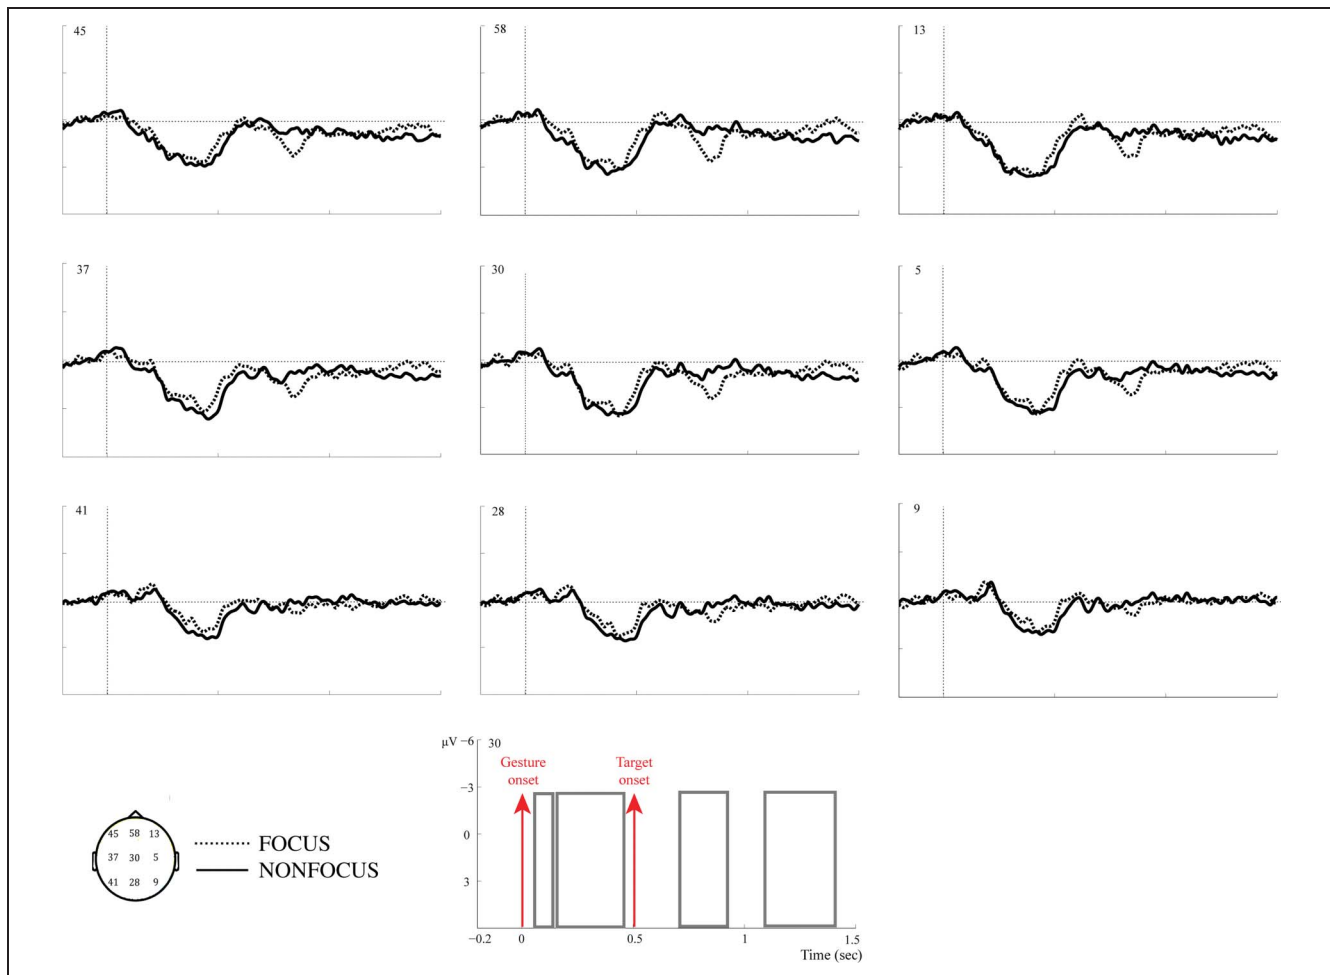 45
58
13
37
30
5
41
28
9
µV −6 30
Gesture onset
Target onset
−3
0
3
−0.2 0 0.5 1 1.5
Time (sec)
45 58 13
37 30 5
41 28 9
FOCUS
NONFOCUS